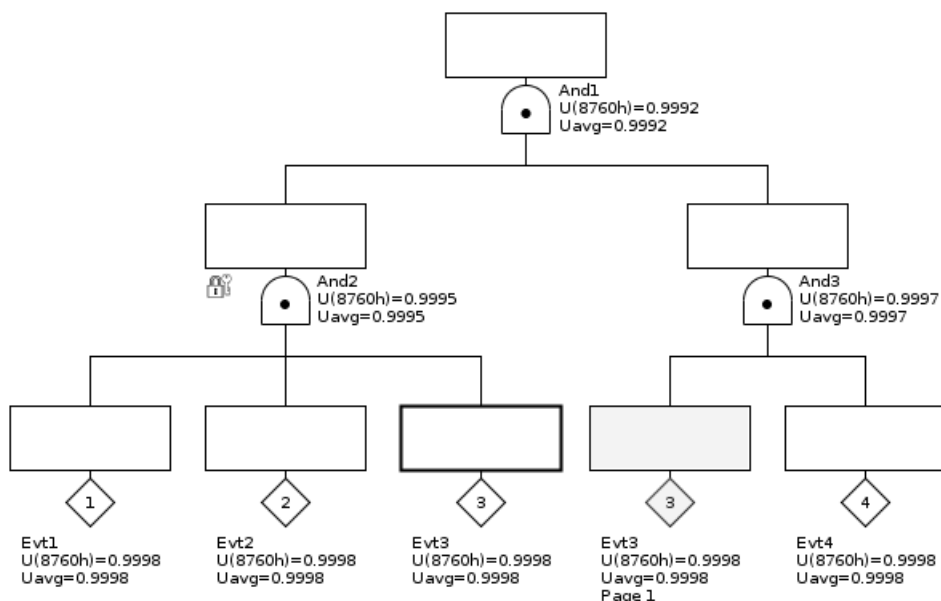 And1
U(8760h)=0.9992
Uavg=0.9992
And2
U(8760h)=0.9995
Uavg=0.9995
And3
U(8760h)=0.9997
Uavg=0.9997
1
2
3
3
4
Evt1
U(8760h)=0.9998
Uavg=0.9998
Evt2
U(8760h)=0.9998
Uavg=0.9998
Evt3
U(8760h)=0.9998
Uavg=0.9998
Evt3
U(8760h)=0.9998
Uavg=0.9998
Page 1
Evt4
U(8760h)=0.9998
Uavg=0.9998